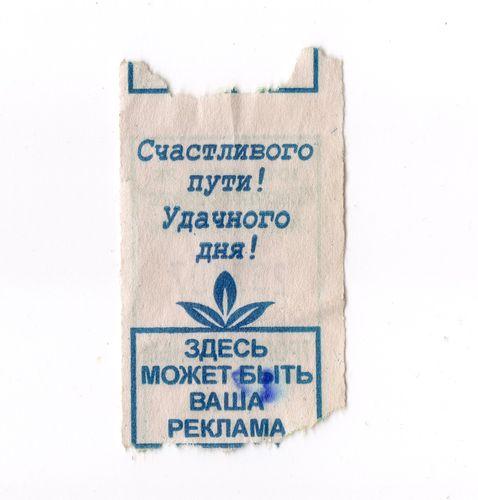 Счастливого
пути!
Удачного
дня!
ЗДЕСЬ
МОЖЕТ БЫТЬ
ВАША
РЕКЛАМА